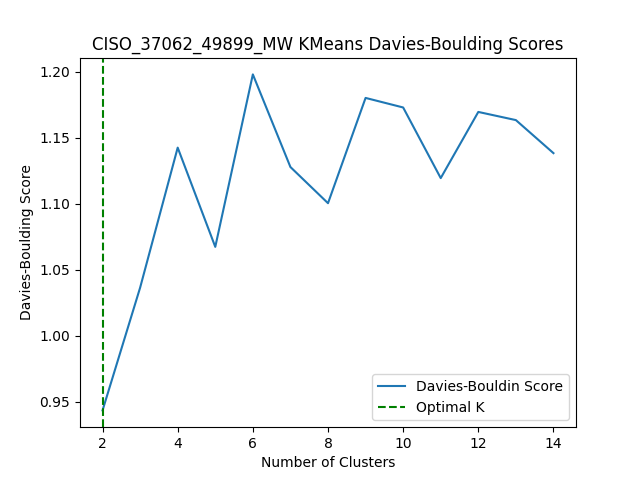 CISO_37062_49899_MW KMeans Davies-Boulding Scores
Davies-Boulding Score
1.20
1.15
1.10
1.05
1.00
0.95
Davies-Bouldin Score
Optimal K
2 4 6 8 10 12 14
Number of Clusters